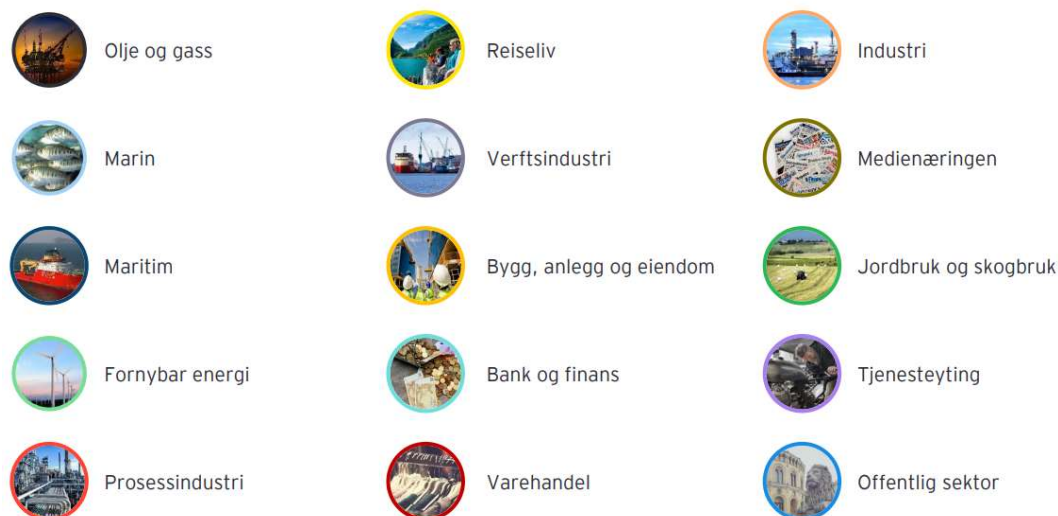 Olje og gass
Reiseliv
Industri
Marin
Verftsindustri
Medienæringen
Maritim
Bygg, anlegg og eiendom
Jordbruk og skogbruk
Fornybar energi
Bank og finans
Tjenesteyting
Prosessindustri
Varehandel
Offentlig sektor